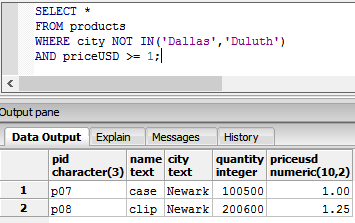 SELECT *
FROM products
WHERE city NOT IN('Dallas','Duluth')
AND priceUSD >= 1;
Output pane
Data Output Explain Messages History
pid character(3) name text city text quantity integer priceusd numeric(10,2)
1 p07 case Newark 100500 1.00
2 p08 clip Newark 200600 1.25